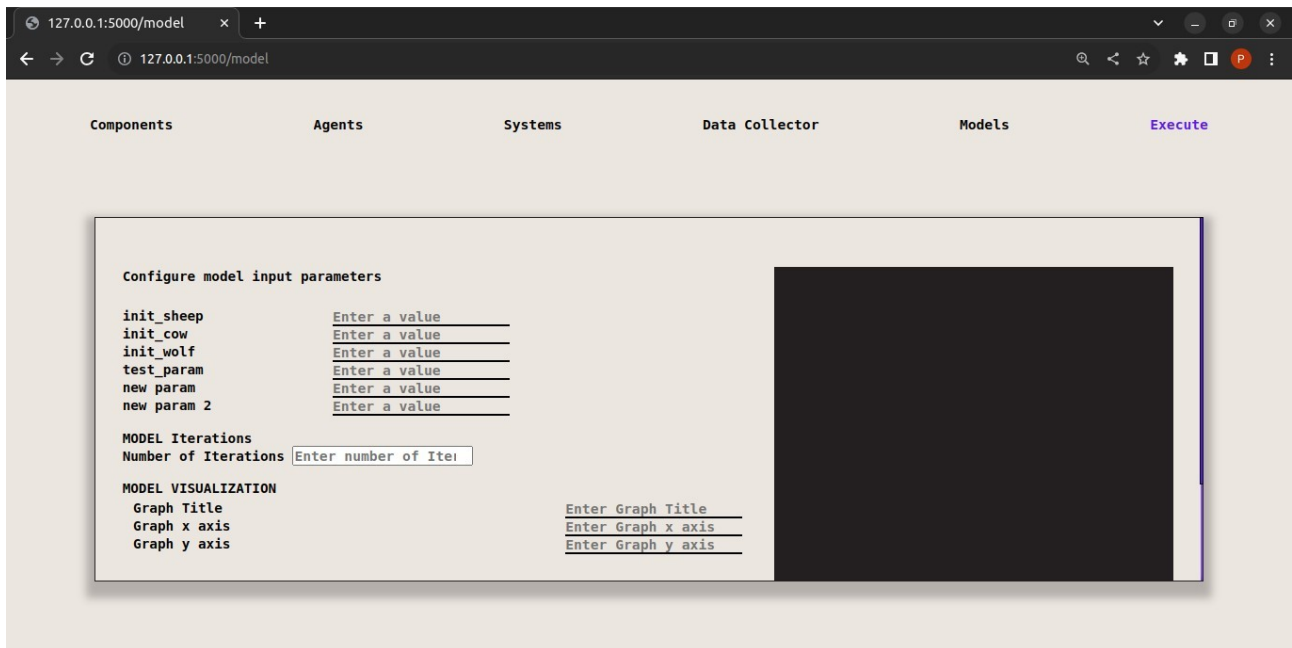 127.0.0.1:5000/model
127.0.0.1:5000/model
P
Components Agents Systems Data Collector Models Execute
Configure model input parameters
init_sheep Enter a value
init_cow Enter a value
init_wolf Enter a value
test_param Enter a value
new param Enter a value
new param 2 Enter a value
MODEL Iterations
Number of Iterations Enter number of Iter
MODEL VISUALIZATION
Graph Title Enter Graph Title
Graph x axis Enter Graph x axis
Graph y axis Enter Graph y axis